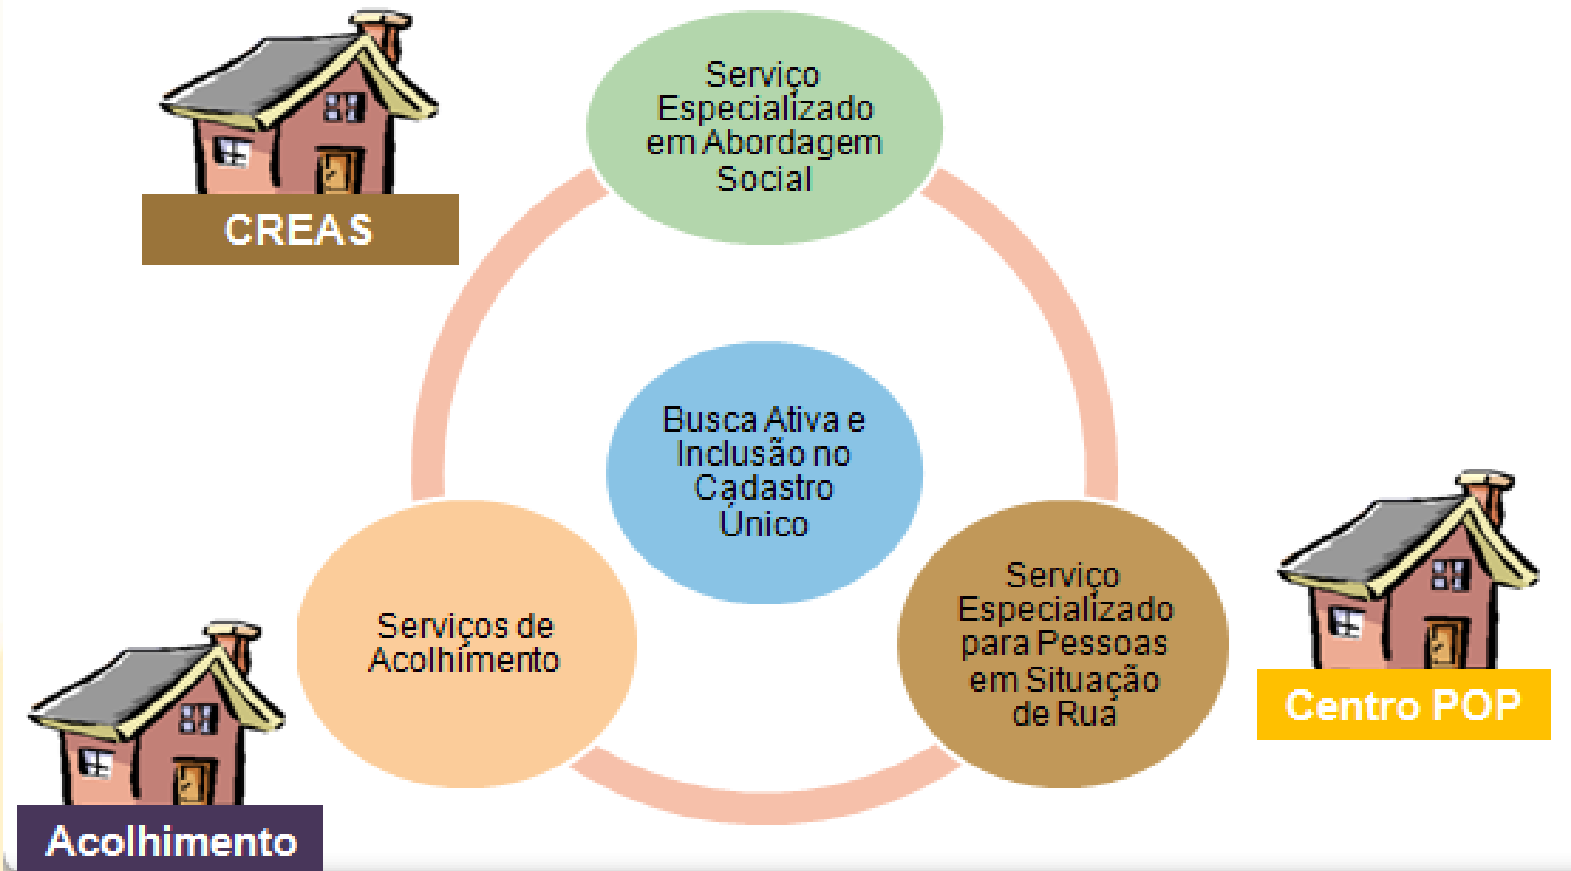 Serviço
Especializado
em Abordagem
Social
CREAS
Busca Ativa e
Inclusão no
Cadastro
Único
Serviços de
Acolhimento
Serviço
Especializado
para Pessoas
em Situação
de Rua
Centro POP
Acolhimento